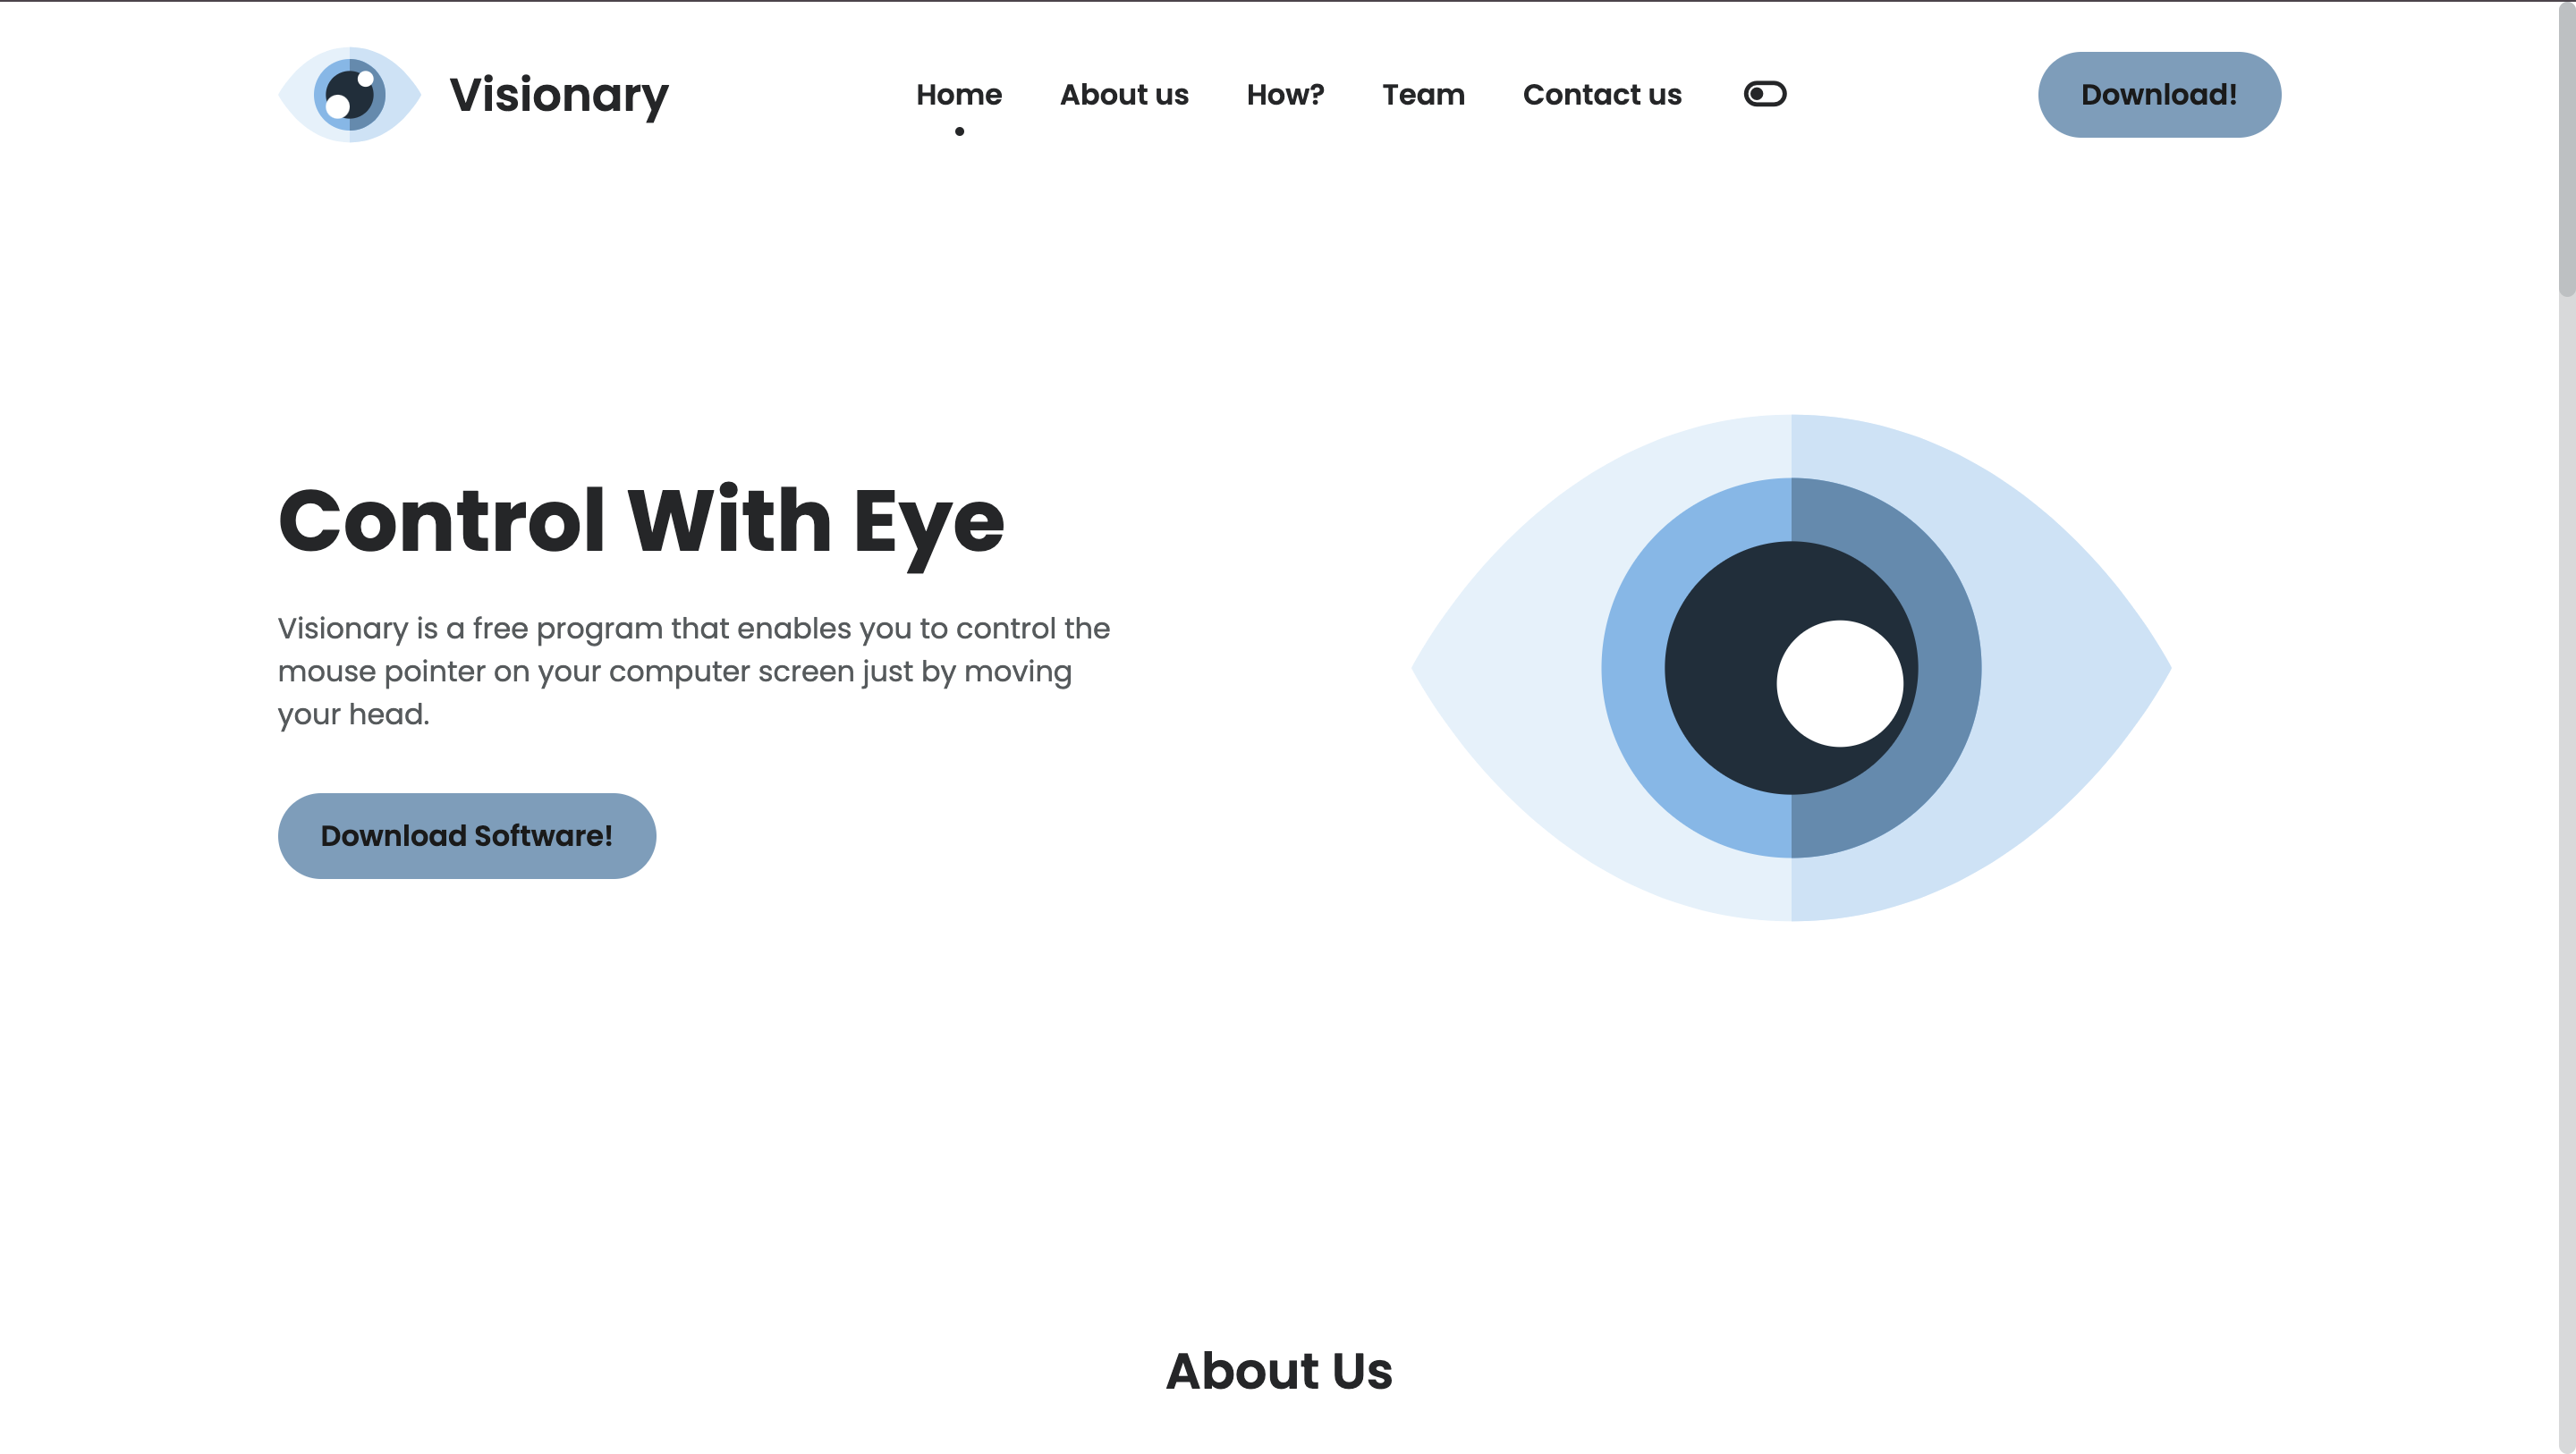 Visionary
Home
About us
How?
Team
Contact us
Download!
Control With Eye
Visionary is a free program that enables you to control the
mouse pointer on your computer screen just by moving
your head.
Download Software!
About Us